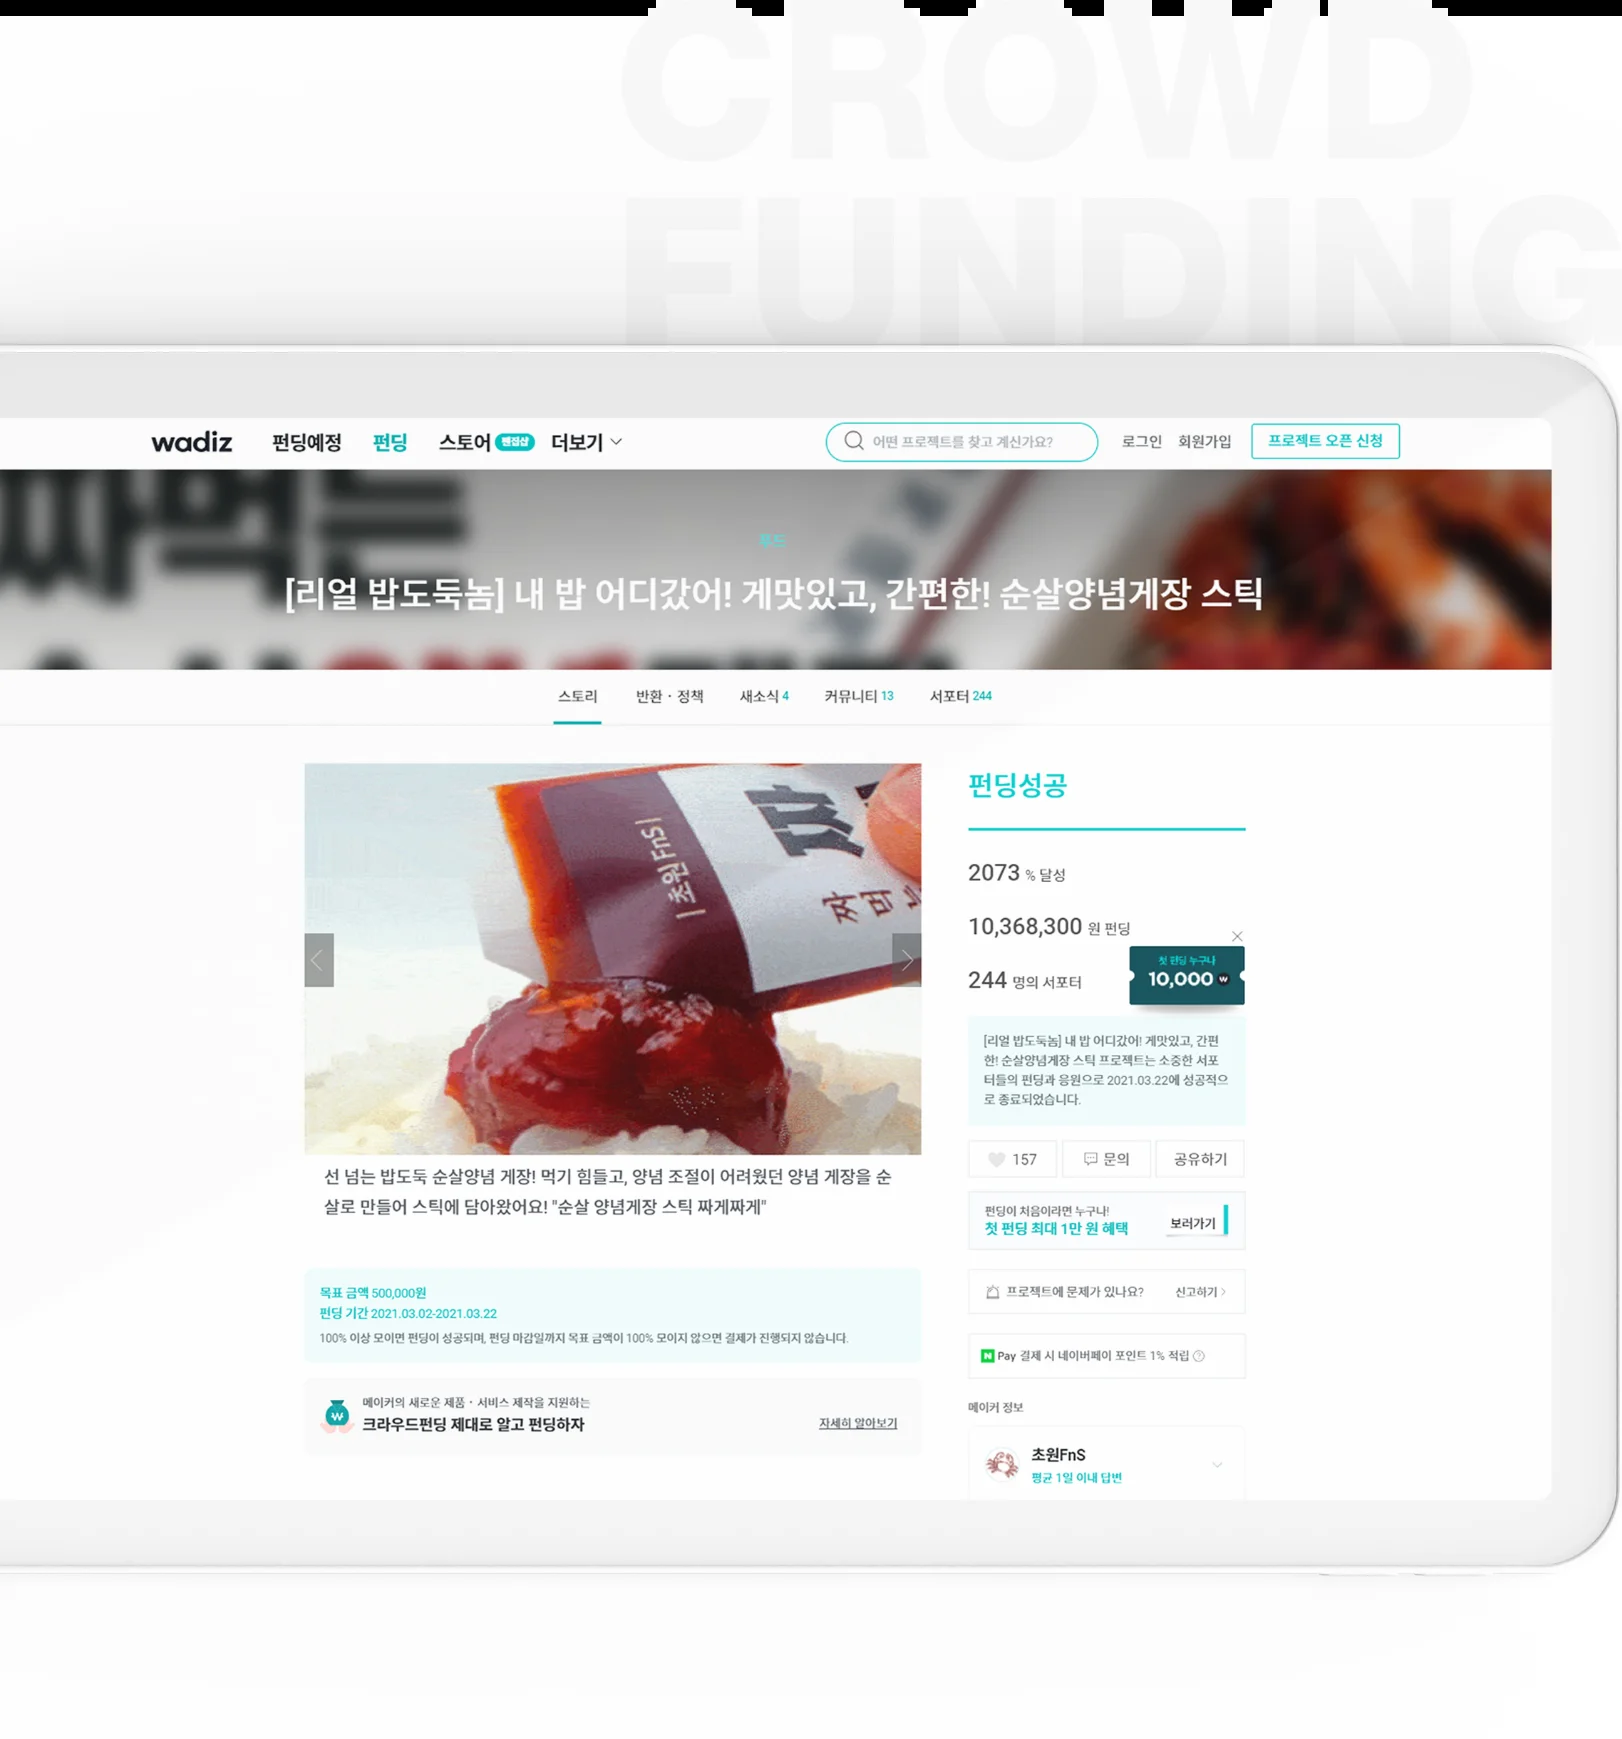 CROWD
FUNDING
wadiz 펀딩예정 펀딩 스토어 찐잼샵 더보기 어떤 프로젝트를 찾고 계신가요? 로그인 회원가입 프로젝트 오픈 신청
짜먹는
푸드
[리얼 밥도둑놈] 내 밥 어디갔어! 게맛있고, 간편한! 순살양념게장 스틱
스토리 반환 · 정책 새소식 4 커뮤니티 13 서포터 244
초원FnS
짜
짜먹는
펀딩성공
2073 % 달성
10,368,300 원 펀딩
244 명의 서포터
첫 펀딩 누구나
10,000 W
[리얼 밥도둑놈] 내 밥 어디갔어! 게맛있고, 간편
한! 순살양념게장 스틱 프로젝트는 소중한 서포
터들의 펀딩과 응원으로 2021.03.22에 성공적으
로 종료되었습니다.
157 문의 공유하기
선 넘는 밥도둑 순살양념 게장! 먹기 힘들고, 양념 조절이 어려웠던 양념 게장을 순
살로 만들어 스틱에 담아왔어요! "순살 양념게장 스틱 짜게짜게"
펀딩이 처음이라면 누구나!
첫 펀딩 최대 1만 원 혜택
보러가기
목표 금액 500,000원
펀딩 기간 2021.03.02-2021.03.22
100% 이상 모이면 펀딩이 성공되며, 펀딩 마감일까지 목표 금액이 100% 모이지 않으면 결제가 진행되지 않습니다.
프로젝트에 문제가 있나요? 신고하기
N Pay 결제 시 네이버페이 포인트 1% 적립
메이커의 새로운 제품 · 서비스 제작을 지원하는
크라우드펀딩 제대로 알고 펀딩하자
자세히 알아보기
메이커 정보
초원FnS
평균 1일 이내 답변